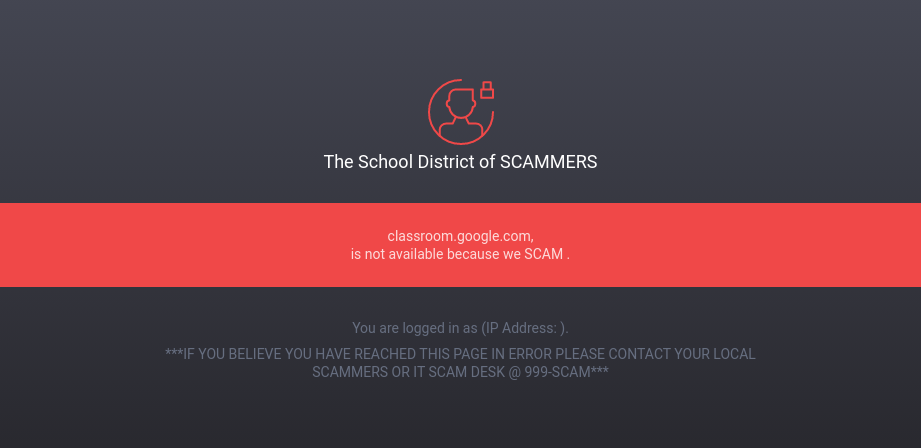 The School District of SCAMMERS
classroom.google.com,
is not available because we SCAM .
You are logged in as (IP Address: ).
***IF YOU BELIEVE YOU HAVE REACHED THIS PAGE IN ERROR PLEASE CONTACT YOUR LOCAL
SCAMMERS OR IT SCAM DESK @ 999-SCAM***